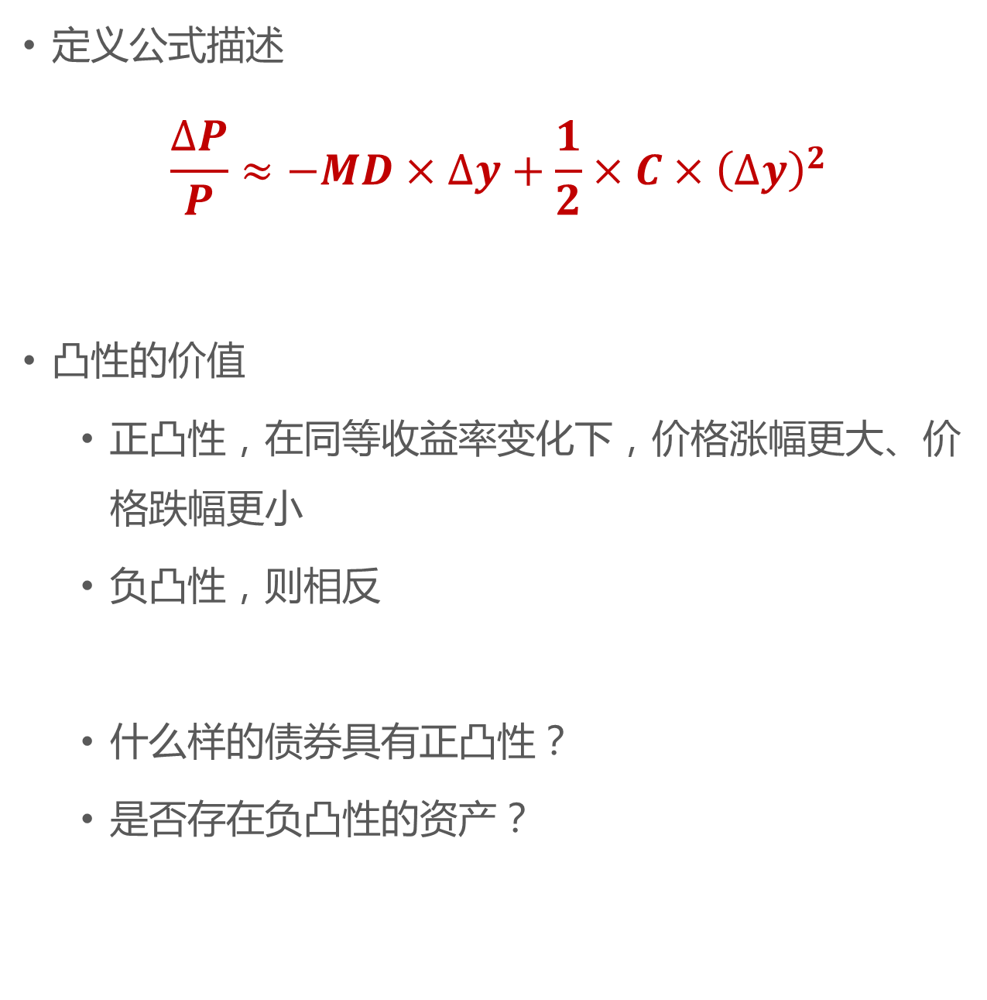 • 定义公式描述
ΔP/P ≈ −MD × Δy + 1/2 × C × (Δy)²
• 凸性的价值
• 正凸性，在同等收益率变化下，价格涨幅更大、价
格跌幅更小
• 负凸性，则相反
• 什么样的债券具有正凸性？
• 是否存在负凸性的资产？